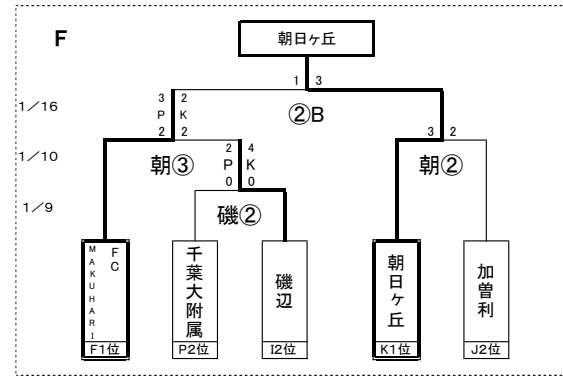 F
朝日ヶ丘
1 3
1／16
3 2
P K
2 2
②B
3 2
1／10
朝③
2 4
P K
0 0
朝②
1／9
磯②
MAKUHARI FC
千葉大附属
磯辺
朝日ヶ丘
加曽利
F1位
P2位
I2位
K1位
J2位